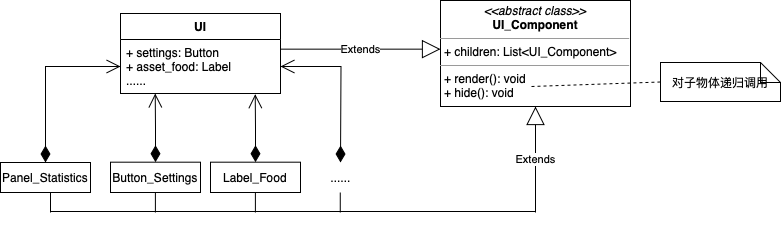 UI
+ settings: Button
+ asset_food: Label
......
Extends
<<abstract class>>
UI_Component
+ children: List<UI_Component>
+ render(): void
+ hide(): void
对子物体递归调用
Extends
Panel_Statistics
Button_Settings
Label_Food
......